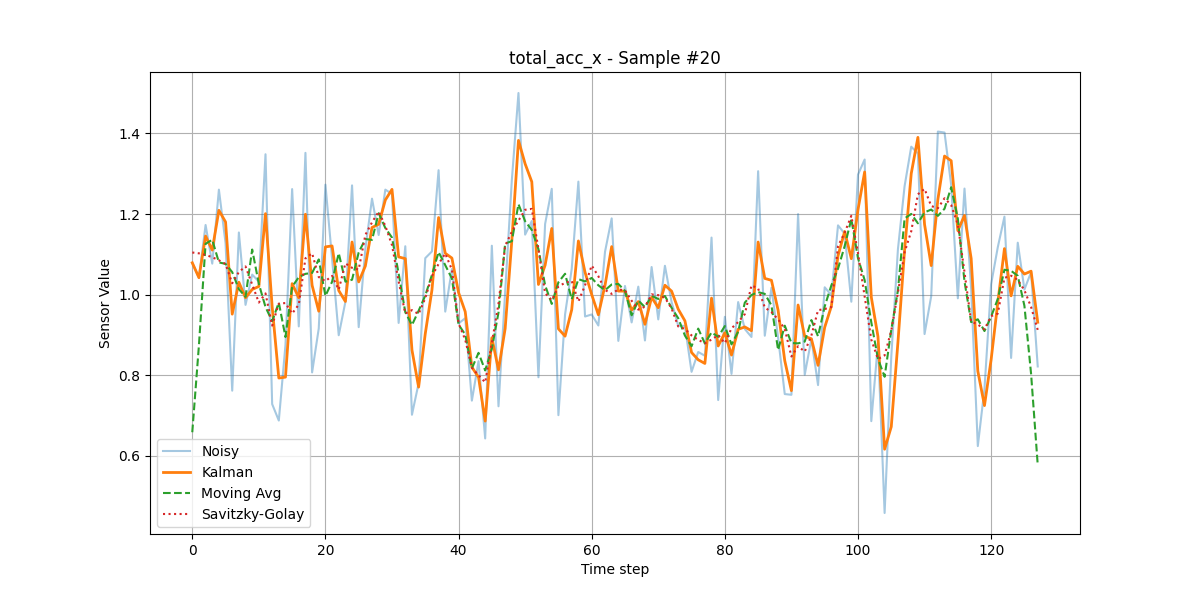 total_acc_x - Sample #20
Sensor Value
1.4
1.2
1.0
0.8
0.6
Noisy
Kalman
Moving Avg
Savitzky-Golay
0 20 40 60 80 100 120
Time step